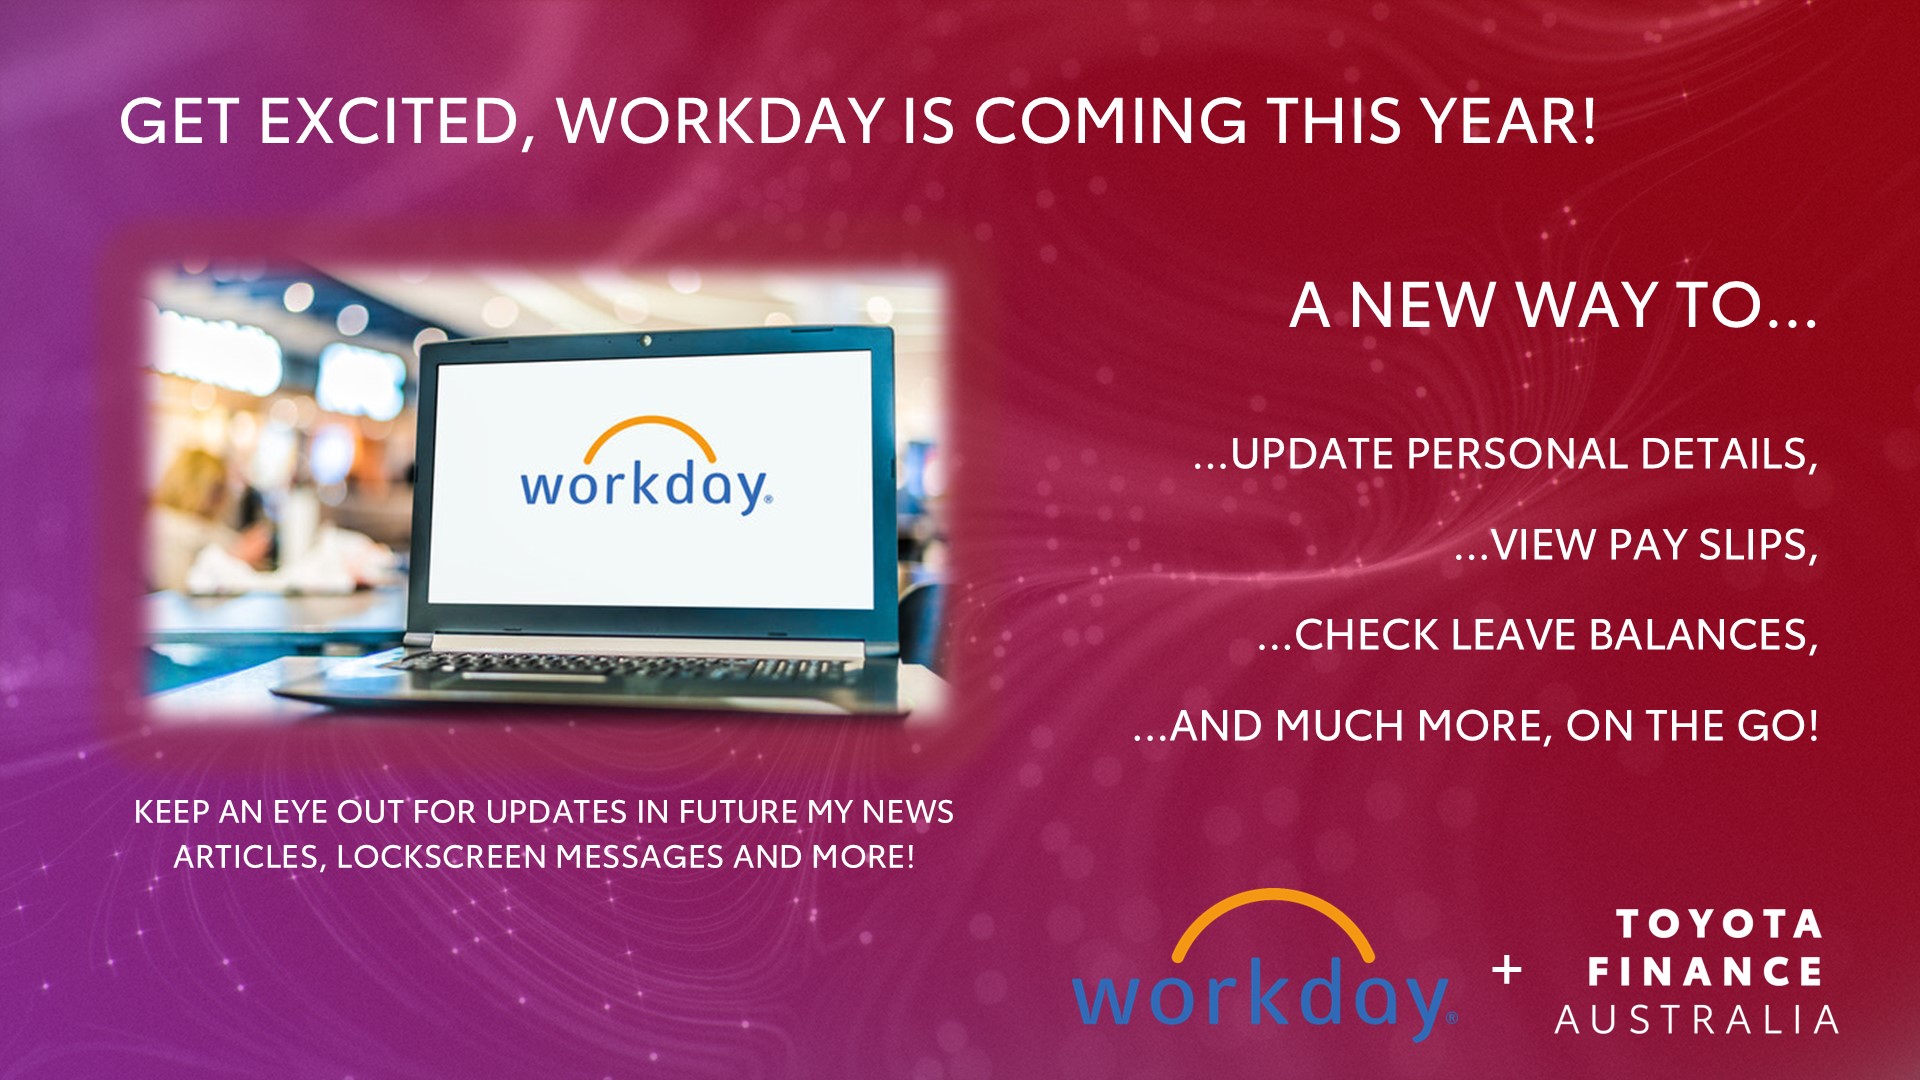 GET EXCITED, WORKDAY IS COMING THIS YEAR!
workday®
KEEP AN EYE OUT FOR UPDATES IN FUTURE MY NEWS
ARTICLES, LOCKSCREEN MESSAGES AND MORE!
A NEW WAY TO...
...UPDATE PERSONAL DETAILS,
...VIEW PAY SLIPS,
...CHECK LEAVE BALANCES,
...AND MUCH MORE, ON THE GO!
workday® +
TOYOTA
FINANCE
AUSTRALIA